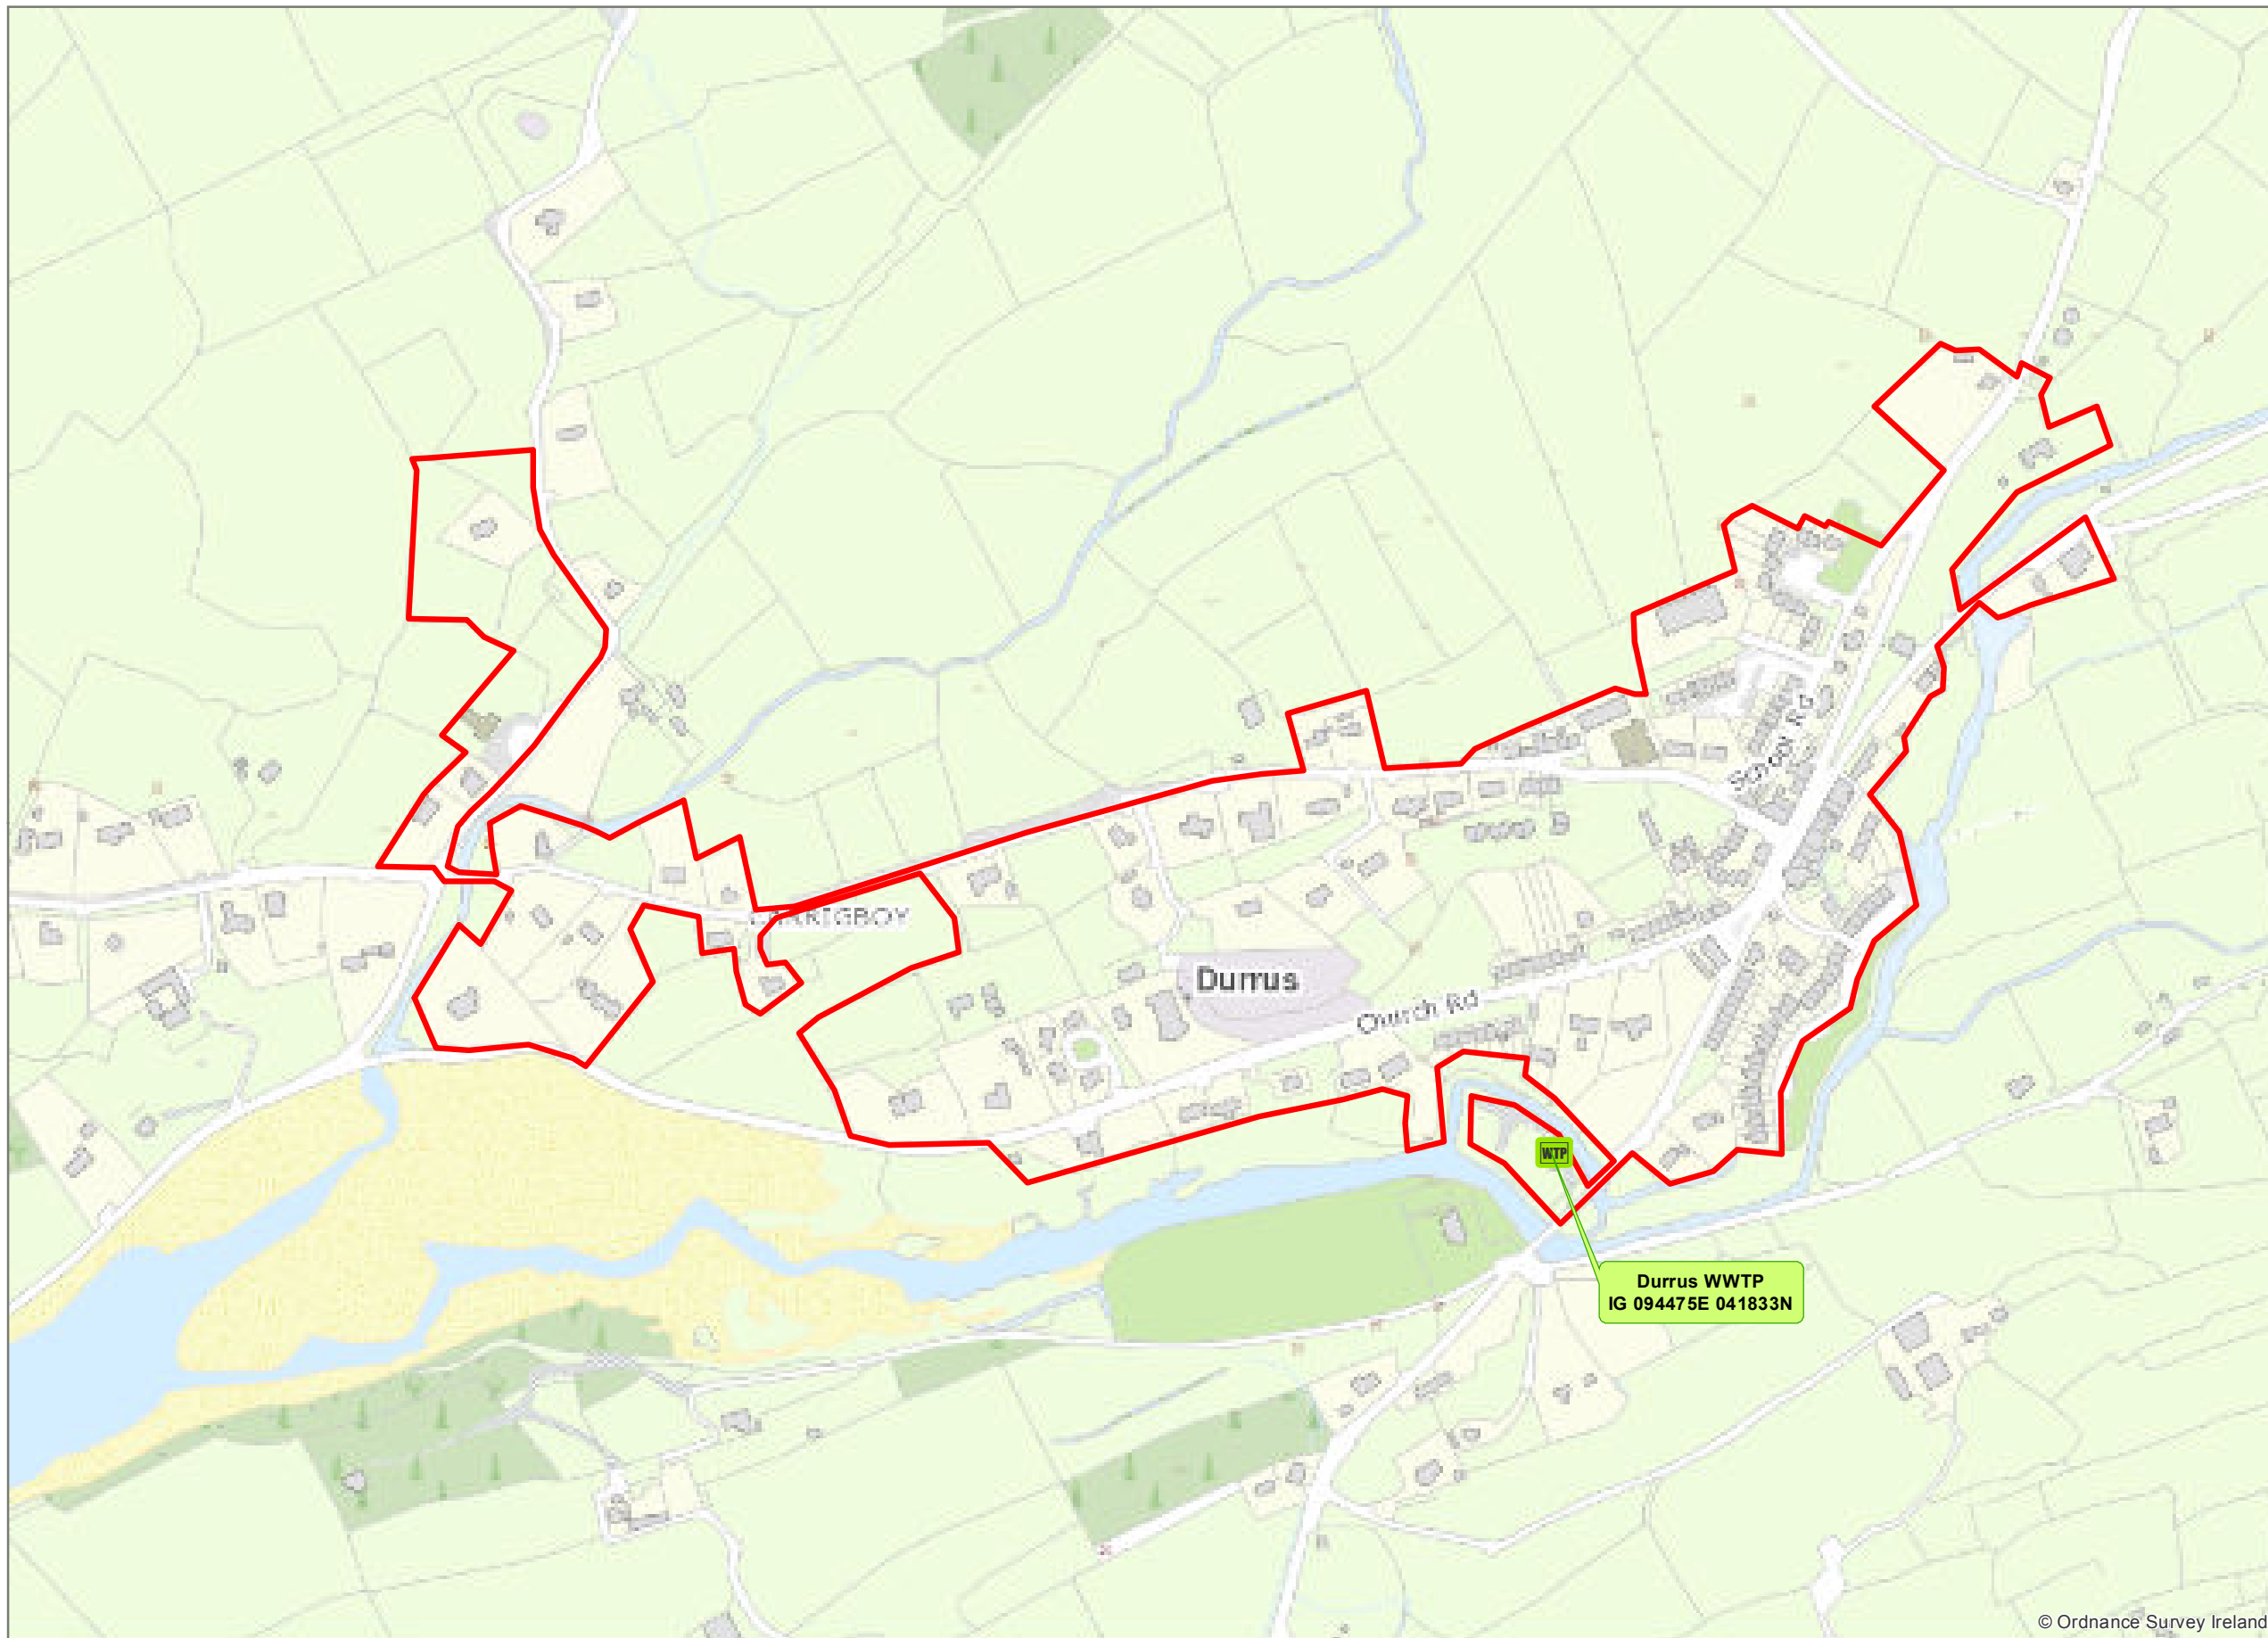 School Rd
Durrus
Church Rd
WTP
Durrus WWTP
IG 094475E 041833N
© Ordnance Survey Ireland